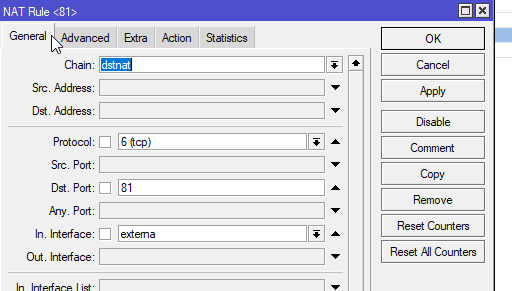 NAT Rule <81>
General Advanced Extra Action Statistics
Chain: dstnat
Src. Address:
Dst. Address:
Protocol: 6 (tcp)
Src. Port:
Dst. Port: 81
Any. Port:
In. Interface: externa
Out. Interface:
In. Interface List:
OK
Cancel
Apply
Disable
Comment
Copy
Remove
Reset Counters
Reset All Counters